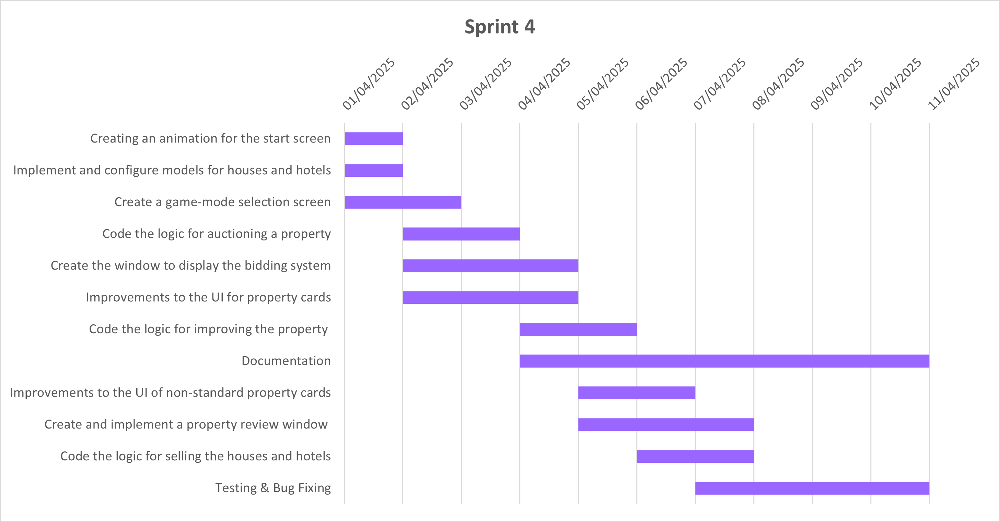 Sprint 4
01/04/2025
02/04/2025
03/04/2025
04/04/2025
05/04/2025
06/04/2025
07/04/2025
08/04/2025
09/04/2025
10/04/2025
11/04/2025
Creating an animation for the start screen
Implement and configure models for houses and hotels
Create a game-mode selection screen
Code the logic for auctioning a property
Create the window to display the bidding system
Improvements to the UI for property cards
Code the logic for improving the property
Documentation
Improvements to the UI of non-standard property cards
Create and implement a property review window
Code the logic for selling the houses and hotels
Testing & Bug Fixing